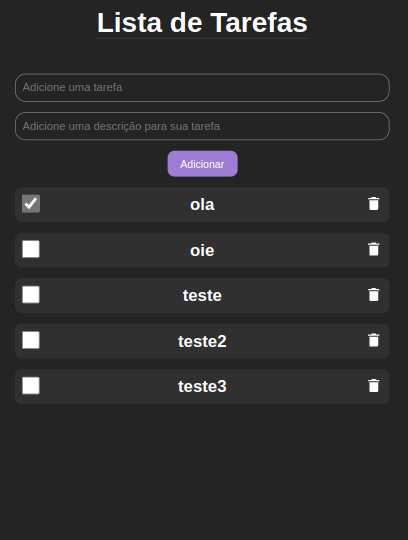 Lista de Tarefas
Adicione uma tarefa
Adicione uma descrição para sua tarefa
Adicionar
ola
oie
teste
teste2
teste3